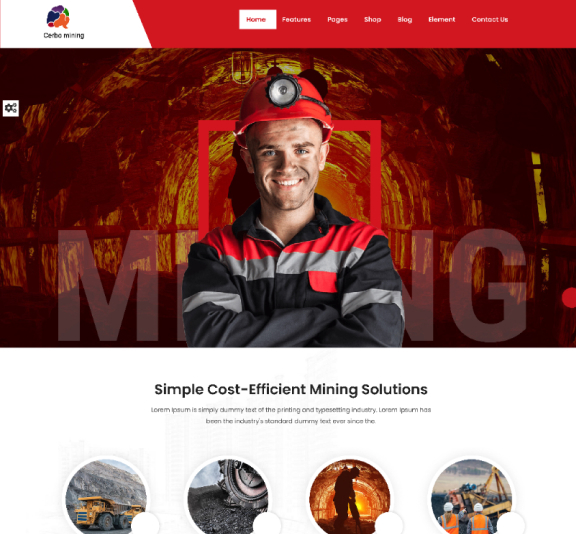 Cerbo mining
Home Features Pages Shop Blog Element Contact Us
MINING
Simple Cost-Efficient Mining Solutions
Lorem Ipsum is simply dummy text of the printing and typesetting industry. Lorem Ipsum has
been the industry's standard dummy text ever since the.